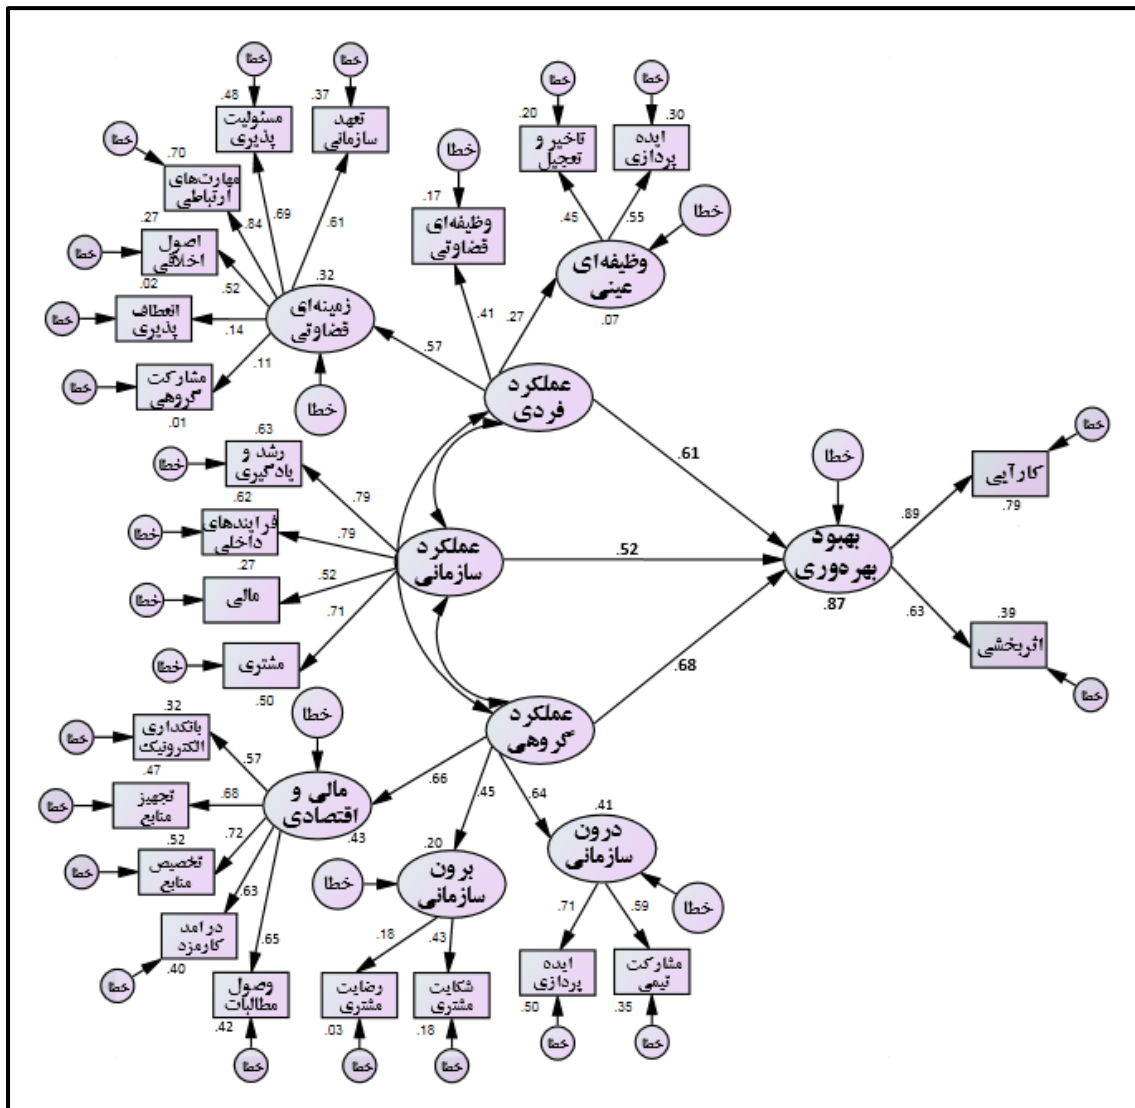 خطا
خطا
خطا
خطا
.48
مسئولیت
پذیری
.37
تعهد
سازمانی
.20
تاخیر و
تعجیل
.30
ایده
پردازی
خطا
.70
مهارت‌های
ارتباطی
خطا
.17
وظیفه‌ای
قضاوتی
.84
.69
.61
.45
.55
خطا
خطا
.27
اصول
اخلاقی
.52
وظیفه‌ای
عینی
.07
خطا
.02
انعطاف
پذیری
.14
.32
زمینه‌ای
قضاوتی
.41
.27
.57
خطا
مشارکت
گروهی
.01
.11
خطا
عملکرد
فردی
.61
خطا
.63
رشد و
یادگیری
.79
خطا
.62
فرایندهای
داخلی
.79
خطا
.27
مالی
.52
خطا
مشتری
.50
.71
عملکرد
سازمانی
.52
خطا
بهبود
بهره‌وری
.87
.89
خطا
کارآیی
.79
.63
.39
اثربخشی
خطا
.68
عملکرد
گروهی
.66
.45
.64
خطا
مالی و
اقتصادی
.43
خطا
.32
بانکداری
الکترونیک
.57
خطا
.47
تجهیز
منابع
.68
خطا
.52
تخصیص
منابع
.72
خطا
درآمد
کارمزد
.40
.63
وصول
مطالبات
.42
.65
خطا
.20
برون
سازمانی
خطا
.18
.43
رضایت
مشتری
.03
خطا
شکایت
مشتری
.18
خطا
.41
درون
سازمانی
خطا
.71
.59
ایده
پردازی
.50
خطا
مشارکت
تیمی
.35
خطا